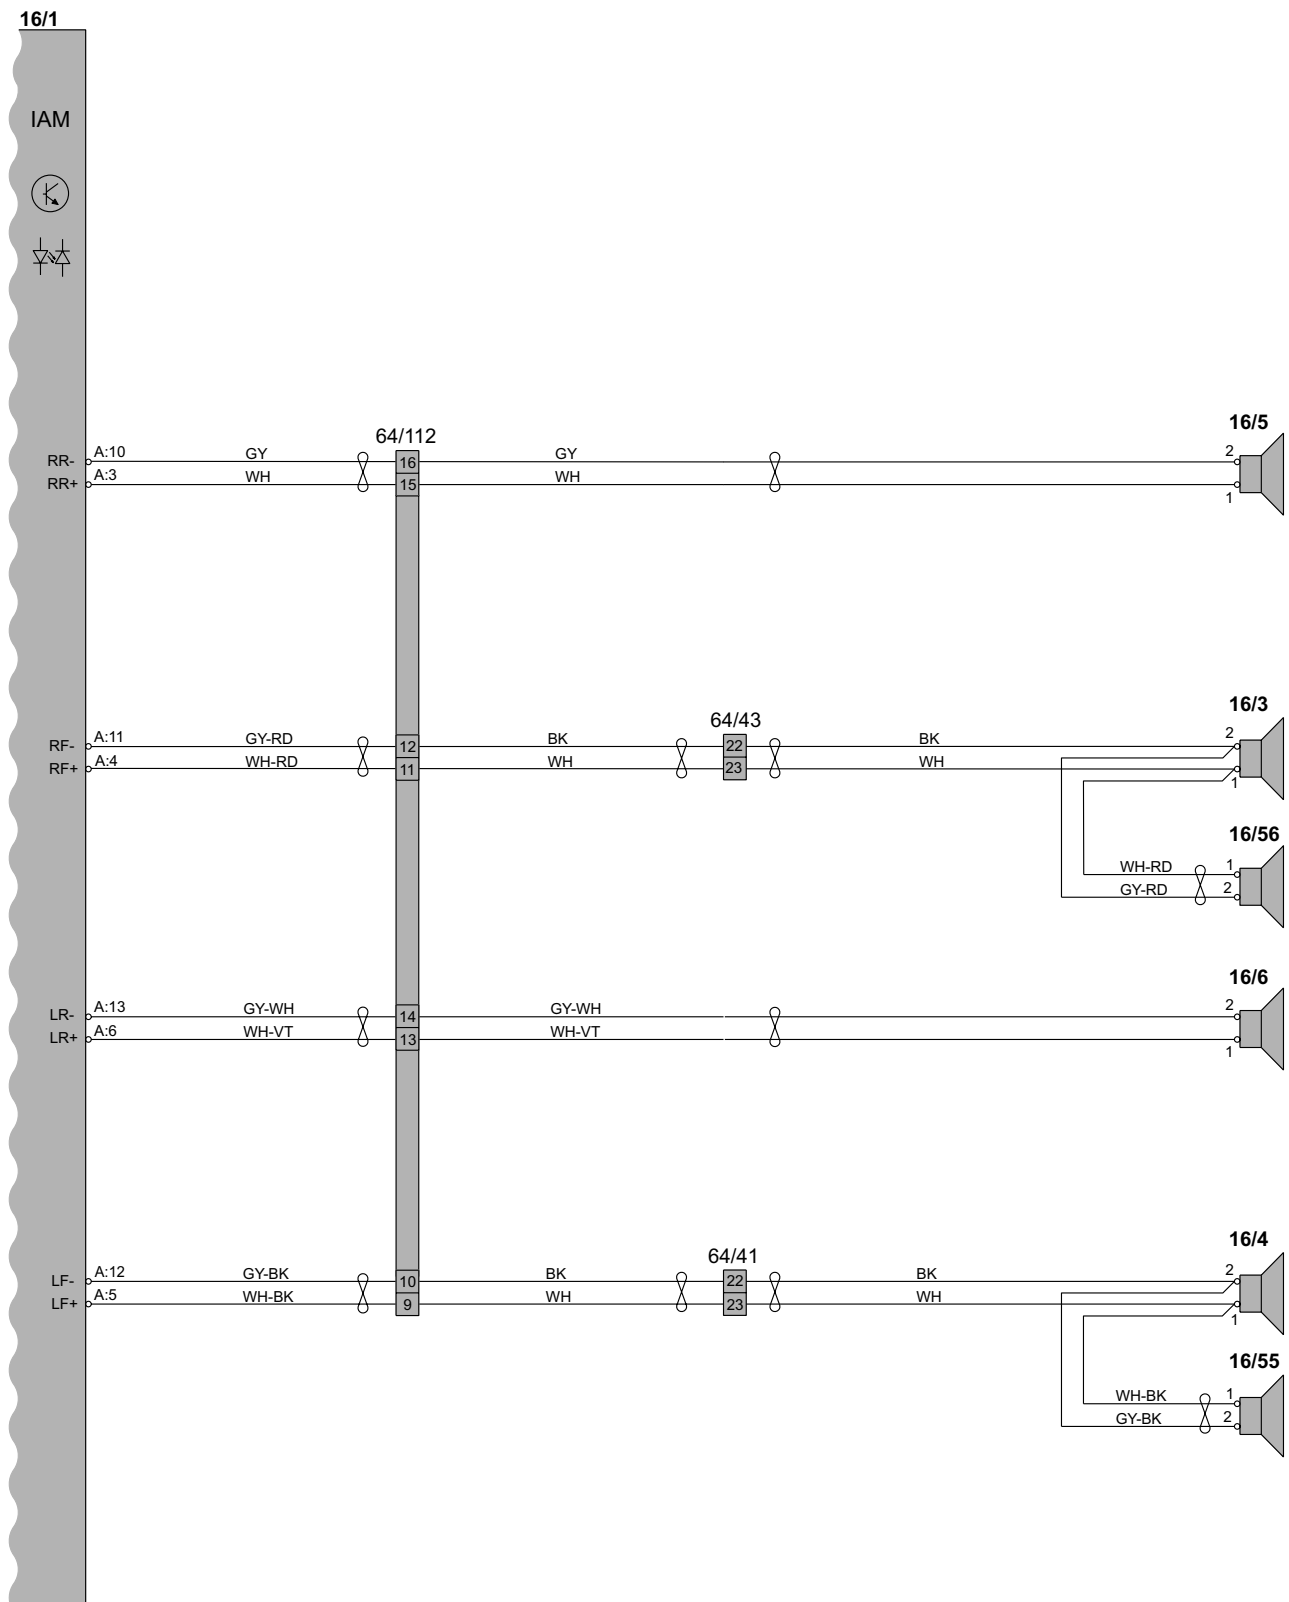 16/1
IAM
64/112
16/5
RR- A:10 GY 16 GY 2
RR+ A:3 WH 15 WH 1
64/43
16/3
RF- A:11 GY-RD 12 BK 22 BK 2
RF+ A:4 WH-RD 11 WH 23 WH 1
16/56
WH-RD 1
GY-RD 2
16/6
LR- A:13 GY-WH 14 GY-WH 2
LR+ A:6 WH-VT 13 WH-VT 1
64/41
16/4
LF- A:12 GY-BK 10 BK 22 BK 2
LF+ A:5 WH-BK 9 WH 23 WH 1
16/55
WH-BK 1
GY-BK 2